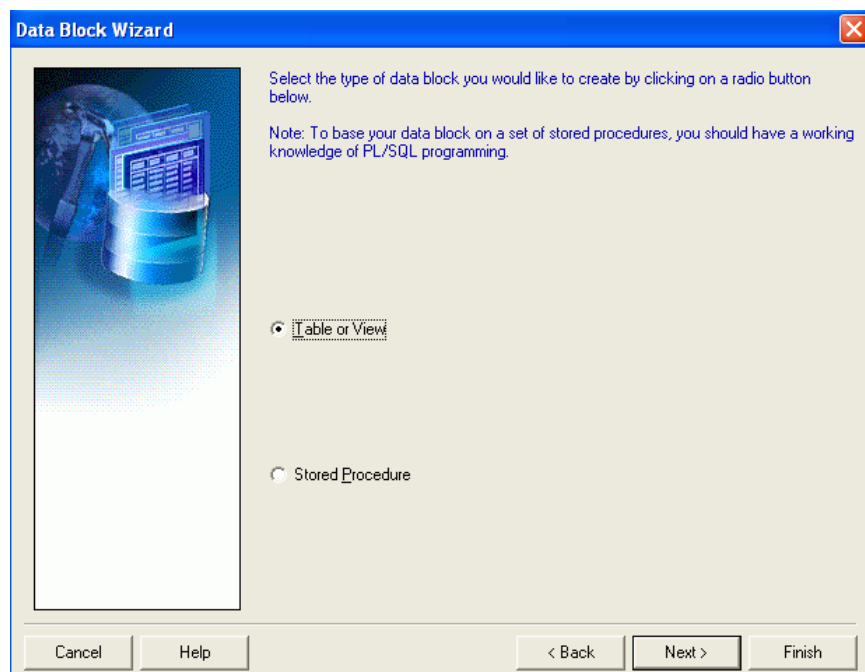 Data Block Wizard
Select the type of data block you would like to create by clicking on a radio button
below.
Note: To base your data block on a set of stored procedures, you should have a working
knowledge of PL/SQL programming.
Table or View
Stored Procedure
Cancel
Help
< Back
Next >
Finish